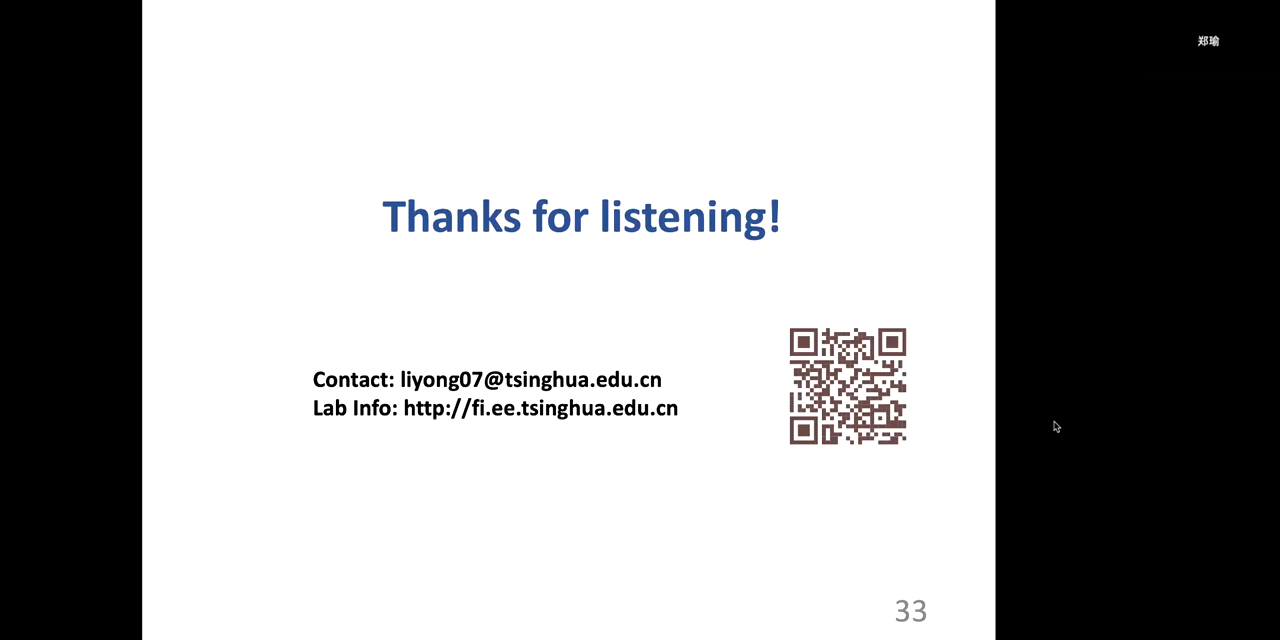 郑瑜
Thanks for listening!
Contact: liyong07@tsinghua.edu.cn
Lab Info: http://fi.ee.tsinghua.edu.cn
33